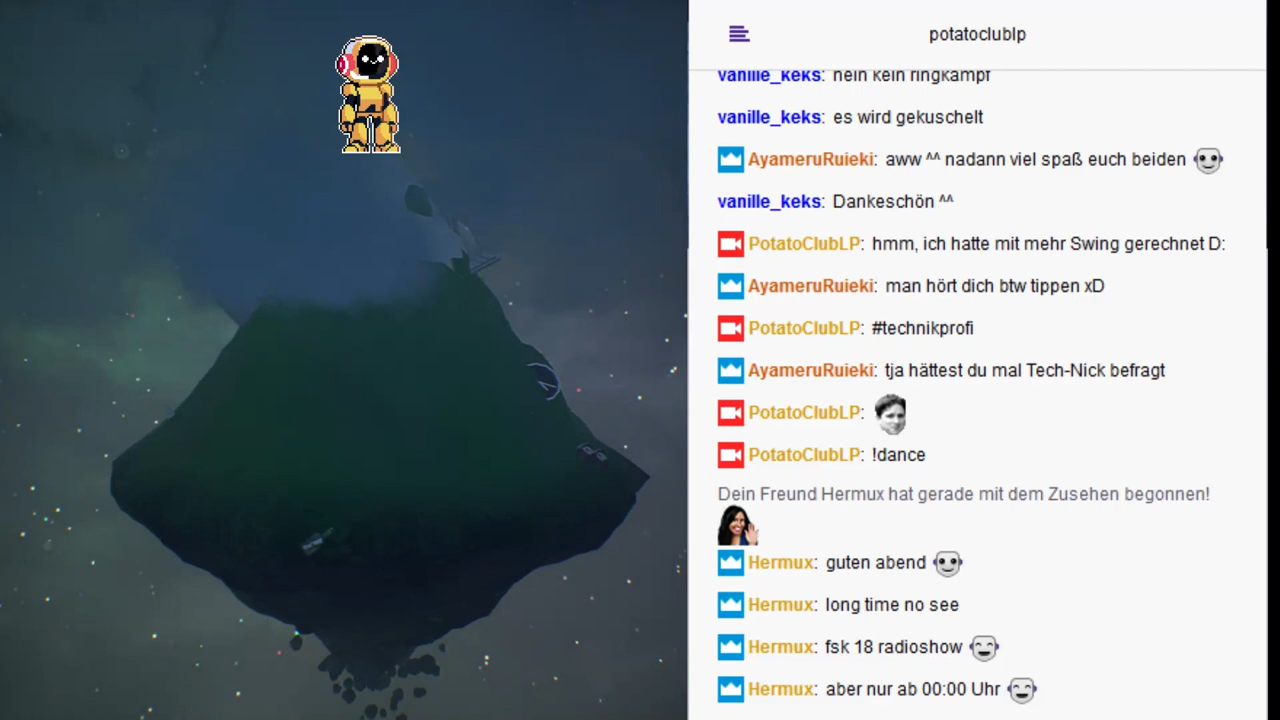 potatoclublp
vanille_keks: nein kein ringkampf
vanille_keks: es wird gekuschelt
AyameruRuieki: aww ^^ nadann viel spaß euch beiden
vanille_keks: Dankeschön ^^
PotatoClubLP: hmm, ich hatte mit mehr Swing gerechnet D:
AyameruRuieki: man hört dich btw tippen xD
PotatoClubLP: #technikprofi
AyameruRuieki: tja hättest du mal Tech-Nick befragt
PotatoClubLP:
PotatoClubLP: !dance
Dein Freund Hermux hat gerade mit dem Zusehen begonnen!
Hermux: guten abend
Hermux: long time no see
Hermux: fsk 18 radioshow
Hermux: aber nur ab 00:00 Uhr